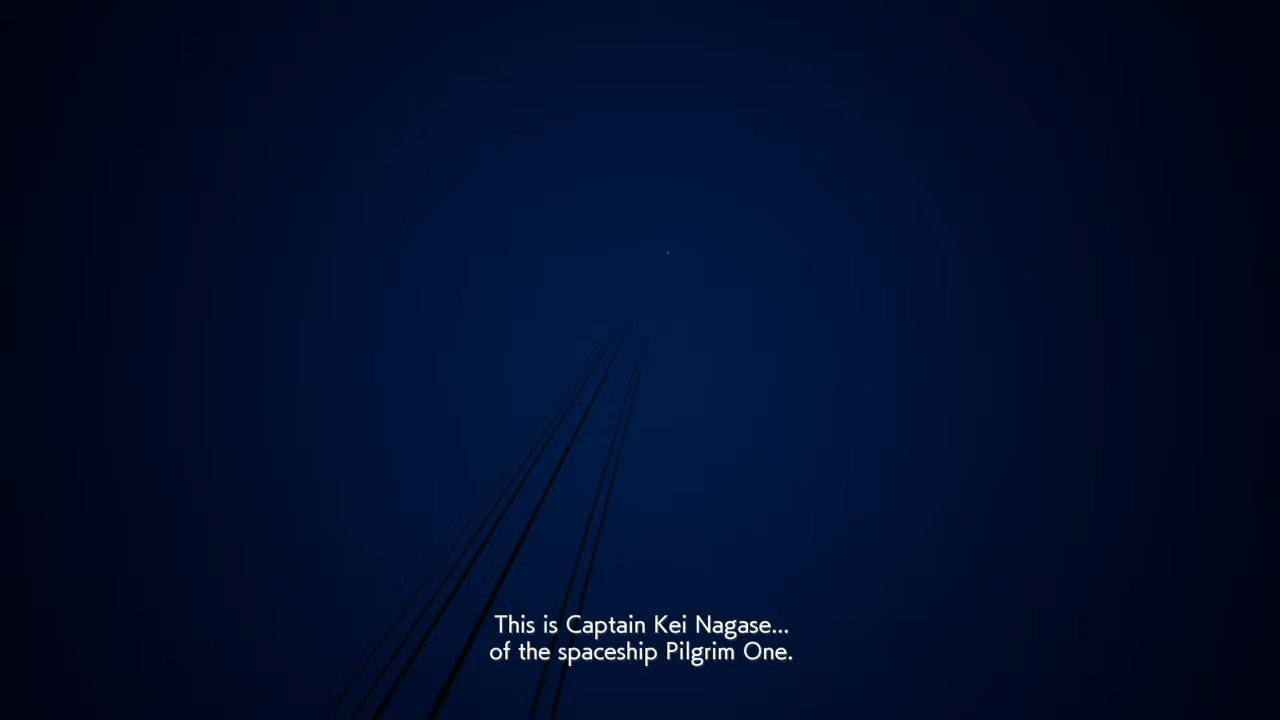 This is Captain Kei Nagase...
of the spaceship Pilgrim One.